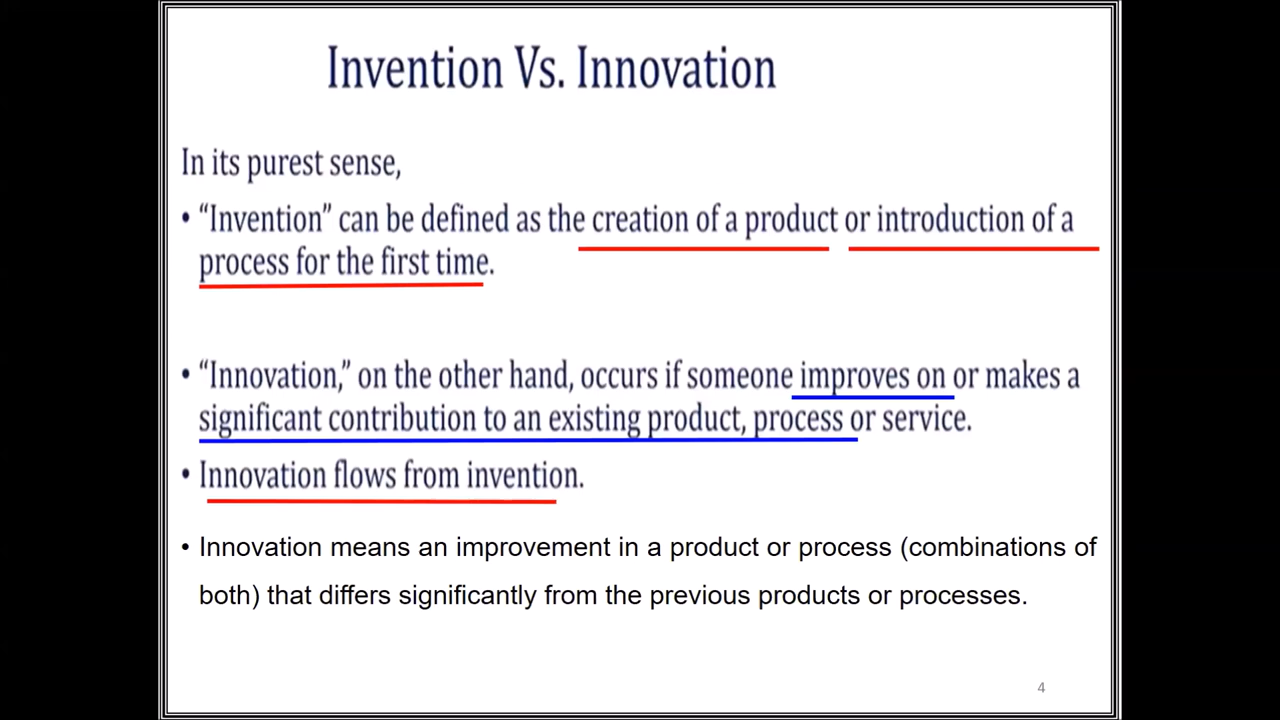 Invention Vs. Innovation
In its purest sense,
• “Invention” can be defined as the creation of a product or introduction of a
process for the first time.
• “Innovation,” on the other hand, occurs if someone improves on or makes a
significant contribution to an existing product, process or service.
• Innovation flows from invention.
• Innovation means an improvement in a product or process (combinations of
both) that differs significantly from the previous products or processes.
4